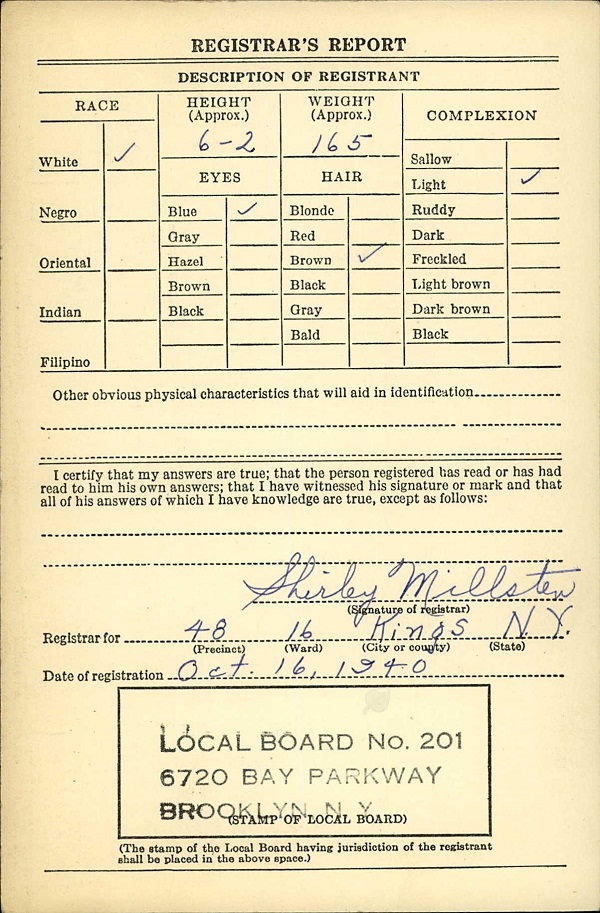 REGISTRAR'S REPORT
DESCRIPTION OF REGISTRANT
RACE
HEIGHT
(Approx.)
WEIGHT
(Approx.)
COMPLEXION
6-2
165
White ✓
Negro
Oriental
Indian
Filipino
EYES
Blue ✓
Gray
Hazel
Brown
Black
HAIR
Blonde
Red
Brown ✓
Black
Gray
Bald
Sallow
Light ✓
Ruddy
Dark
Freckled
Light brown
Dark brown
Black
Other obvious physical characteristics that will aid in identification
I certify that my answers are true; that the person registered has read or has had
read to him his own answers; that I have witnessed his signature or mark and that
all of his answers of which I have knowledge are true, except as follows:
Shirley Millsten
(Signature of registrar)
Registrar for 48 16 Kings N.Y.
(Precinct) (Ward) (City or county) (State)
Date of registration Oct. 16, 1940
LOCAL BOARD No. 201
6720 BAY PARKWAY
BROOKLYN N Y
(STAMP OF LOCAL BOARD)
(The stamp of the Local Board having jurisdiction of the registrant
shall be placed in the above space.)